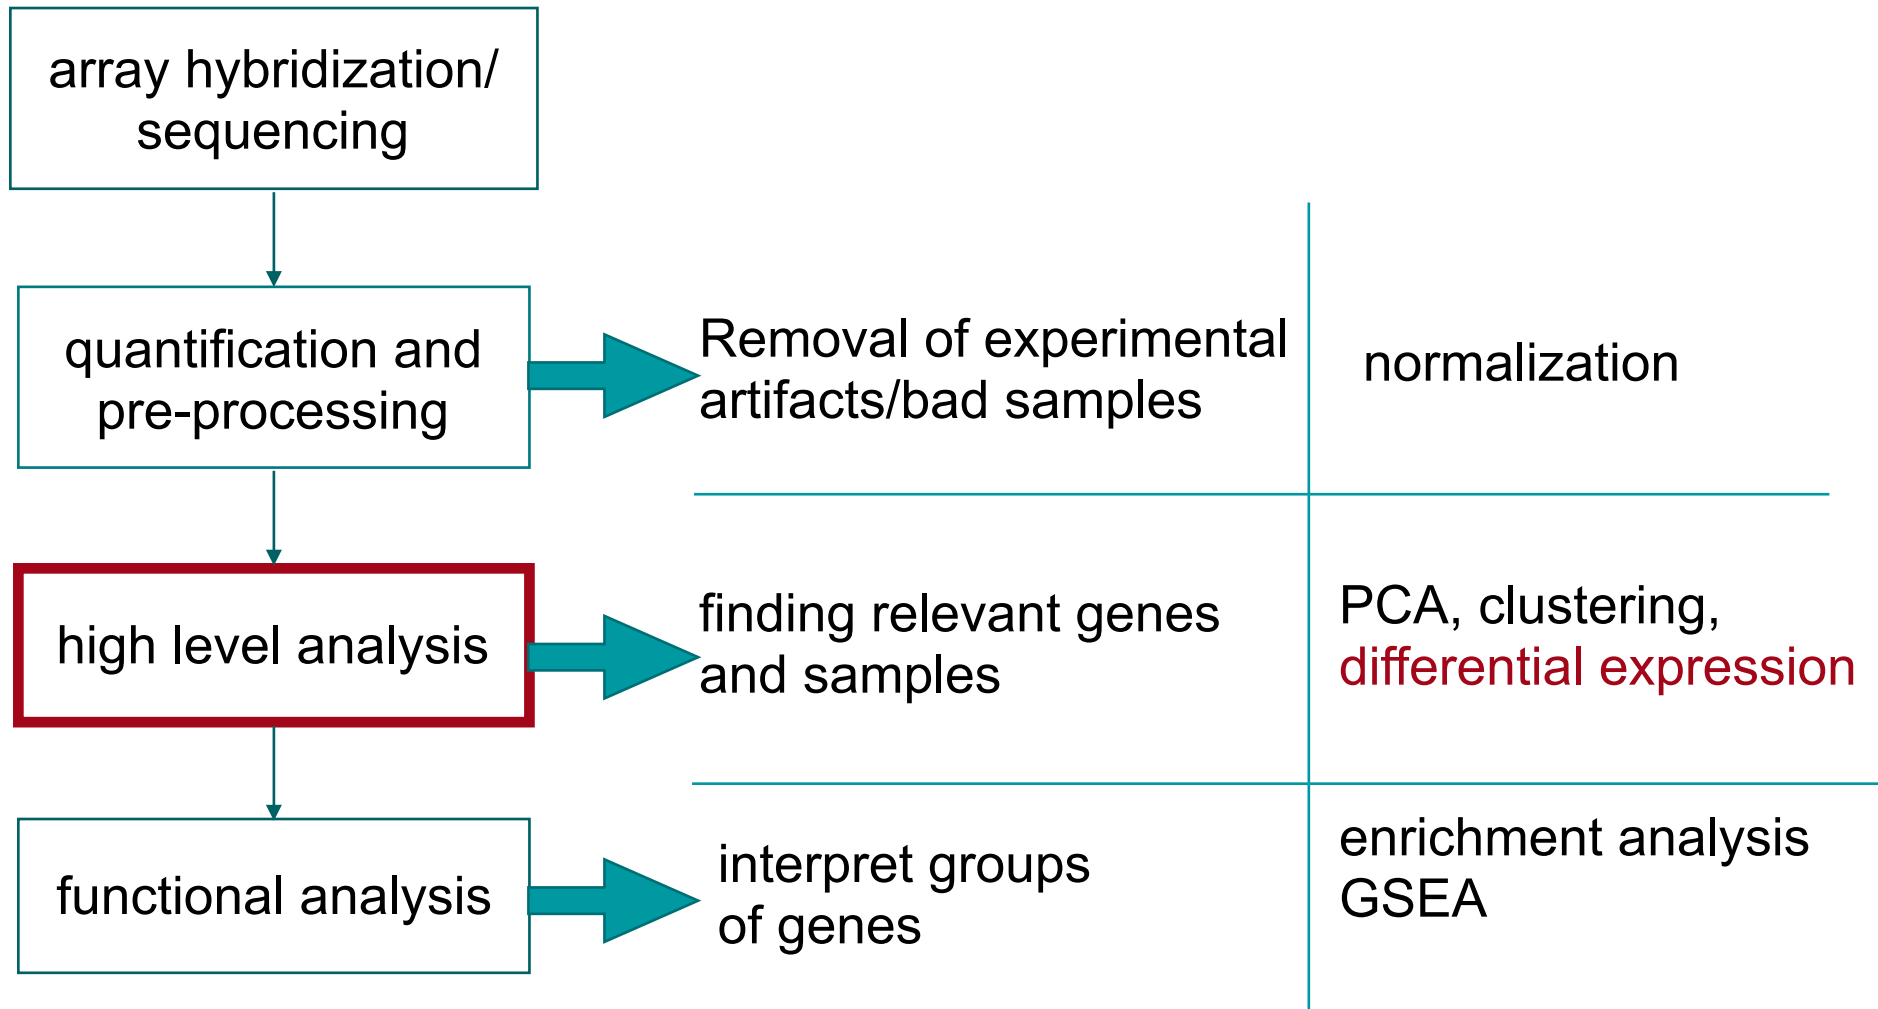 array hybridization/
sequencing
quantification and
pre-processing
Removal of experimental
artifacts/bad samples
normalization
high level analysis
finding relevant genes
and samples
PCA, clustering,
differential expression
functional analysis
interpret groups
of genes
enrichment analysis
GSEA